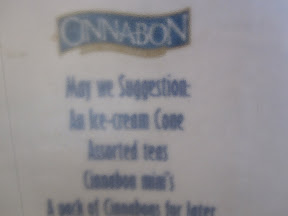 CINNABON
May we Suggestion:
An Ice-cream Cone
Assorted teas
Cinnabon mini's
A pack of Cinnabons for later